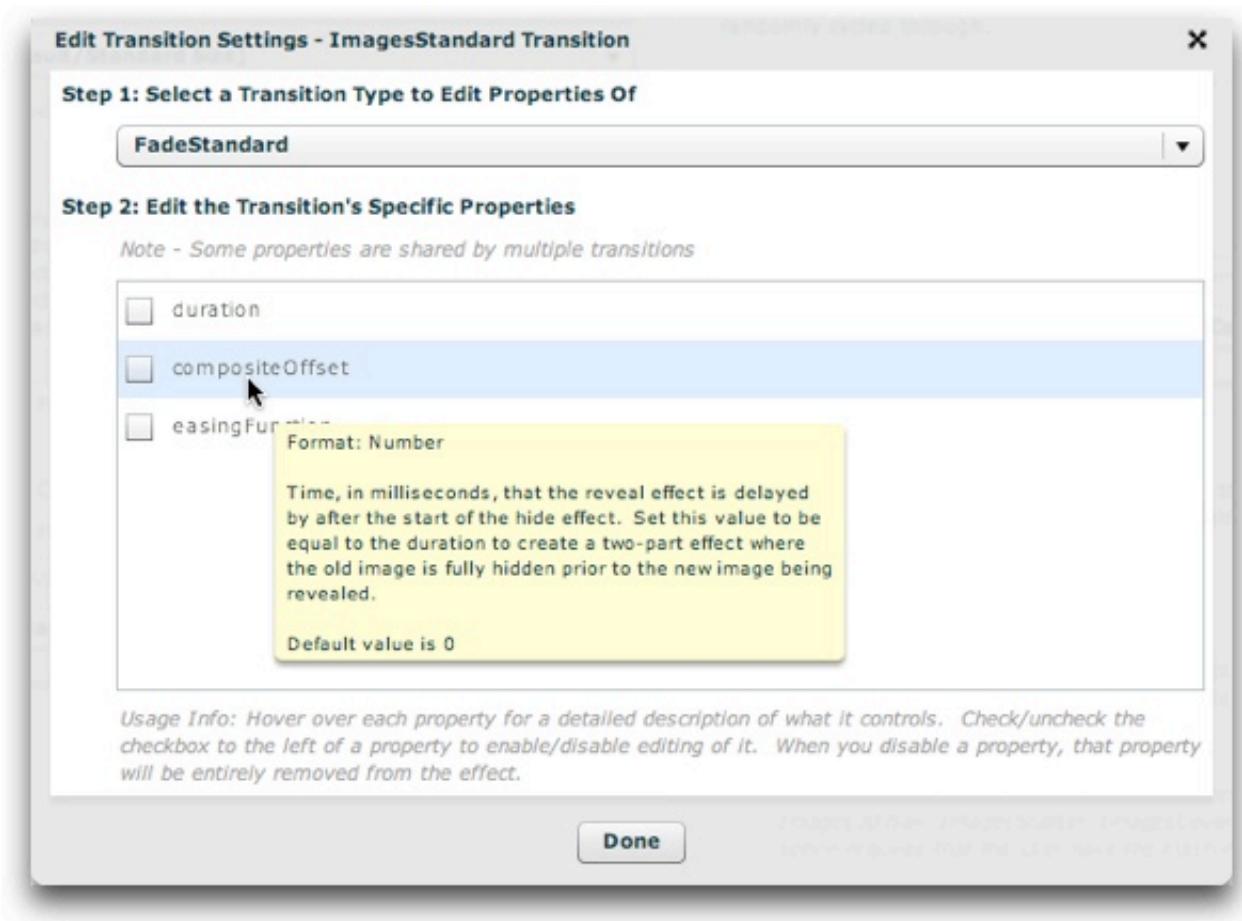 randomly cycled through.
Edit Transition Settings - ImagesStandard Transition
Step 1: Select a Transition Type to Edit Properties Of
FadeStandard
Step 2: Edit the Transition's Specific Properties
Note - Some properties are shared by multiple transitions
duration
compositeOffset
easingFunction
Format: Number
Time, in milliseconds, that the reveal effect is delayed
by after the start of the hide effect.  Set this value to be
equal to the duration to create a two-part effect where
the old image is fully hidden prior to the new image being
revealed.
Default value is 0
Usage Info: Hover over each property for a detailed description of what it controls.  Check/uncheck the
checkbox to the left of a property to enable/disable editing of it.  When you disable a property, that property
will be entirely removed from the effect.
Done